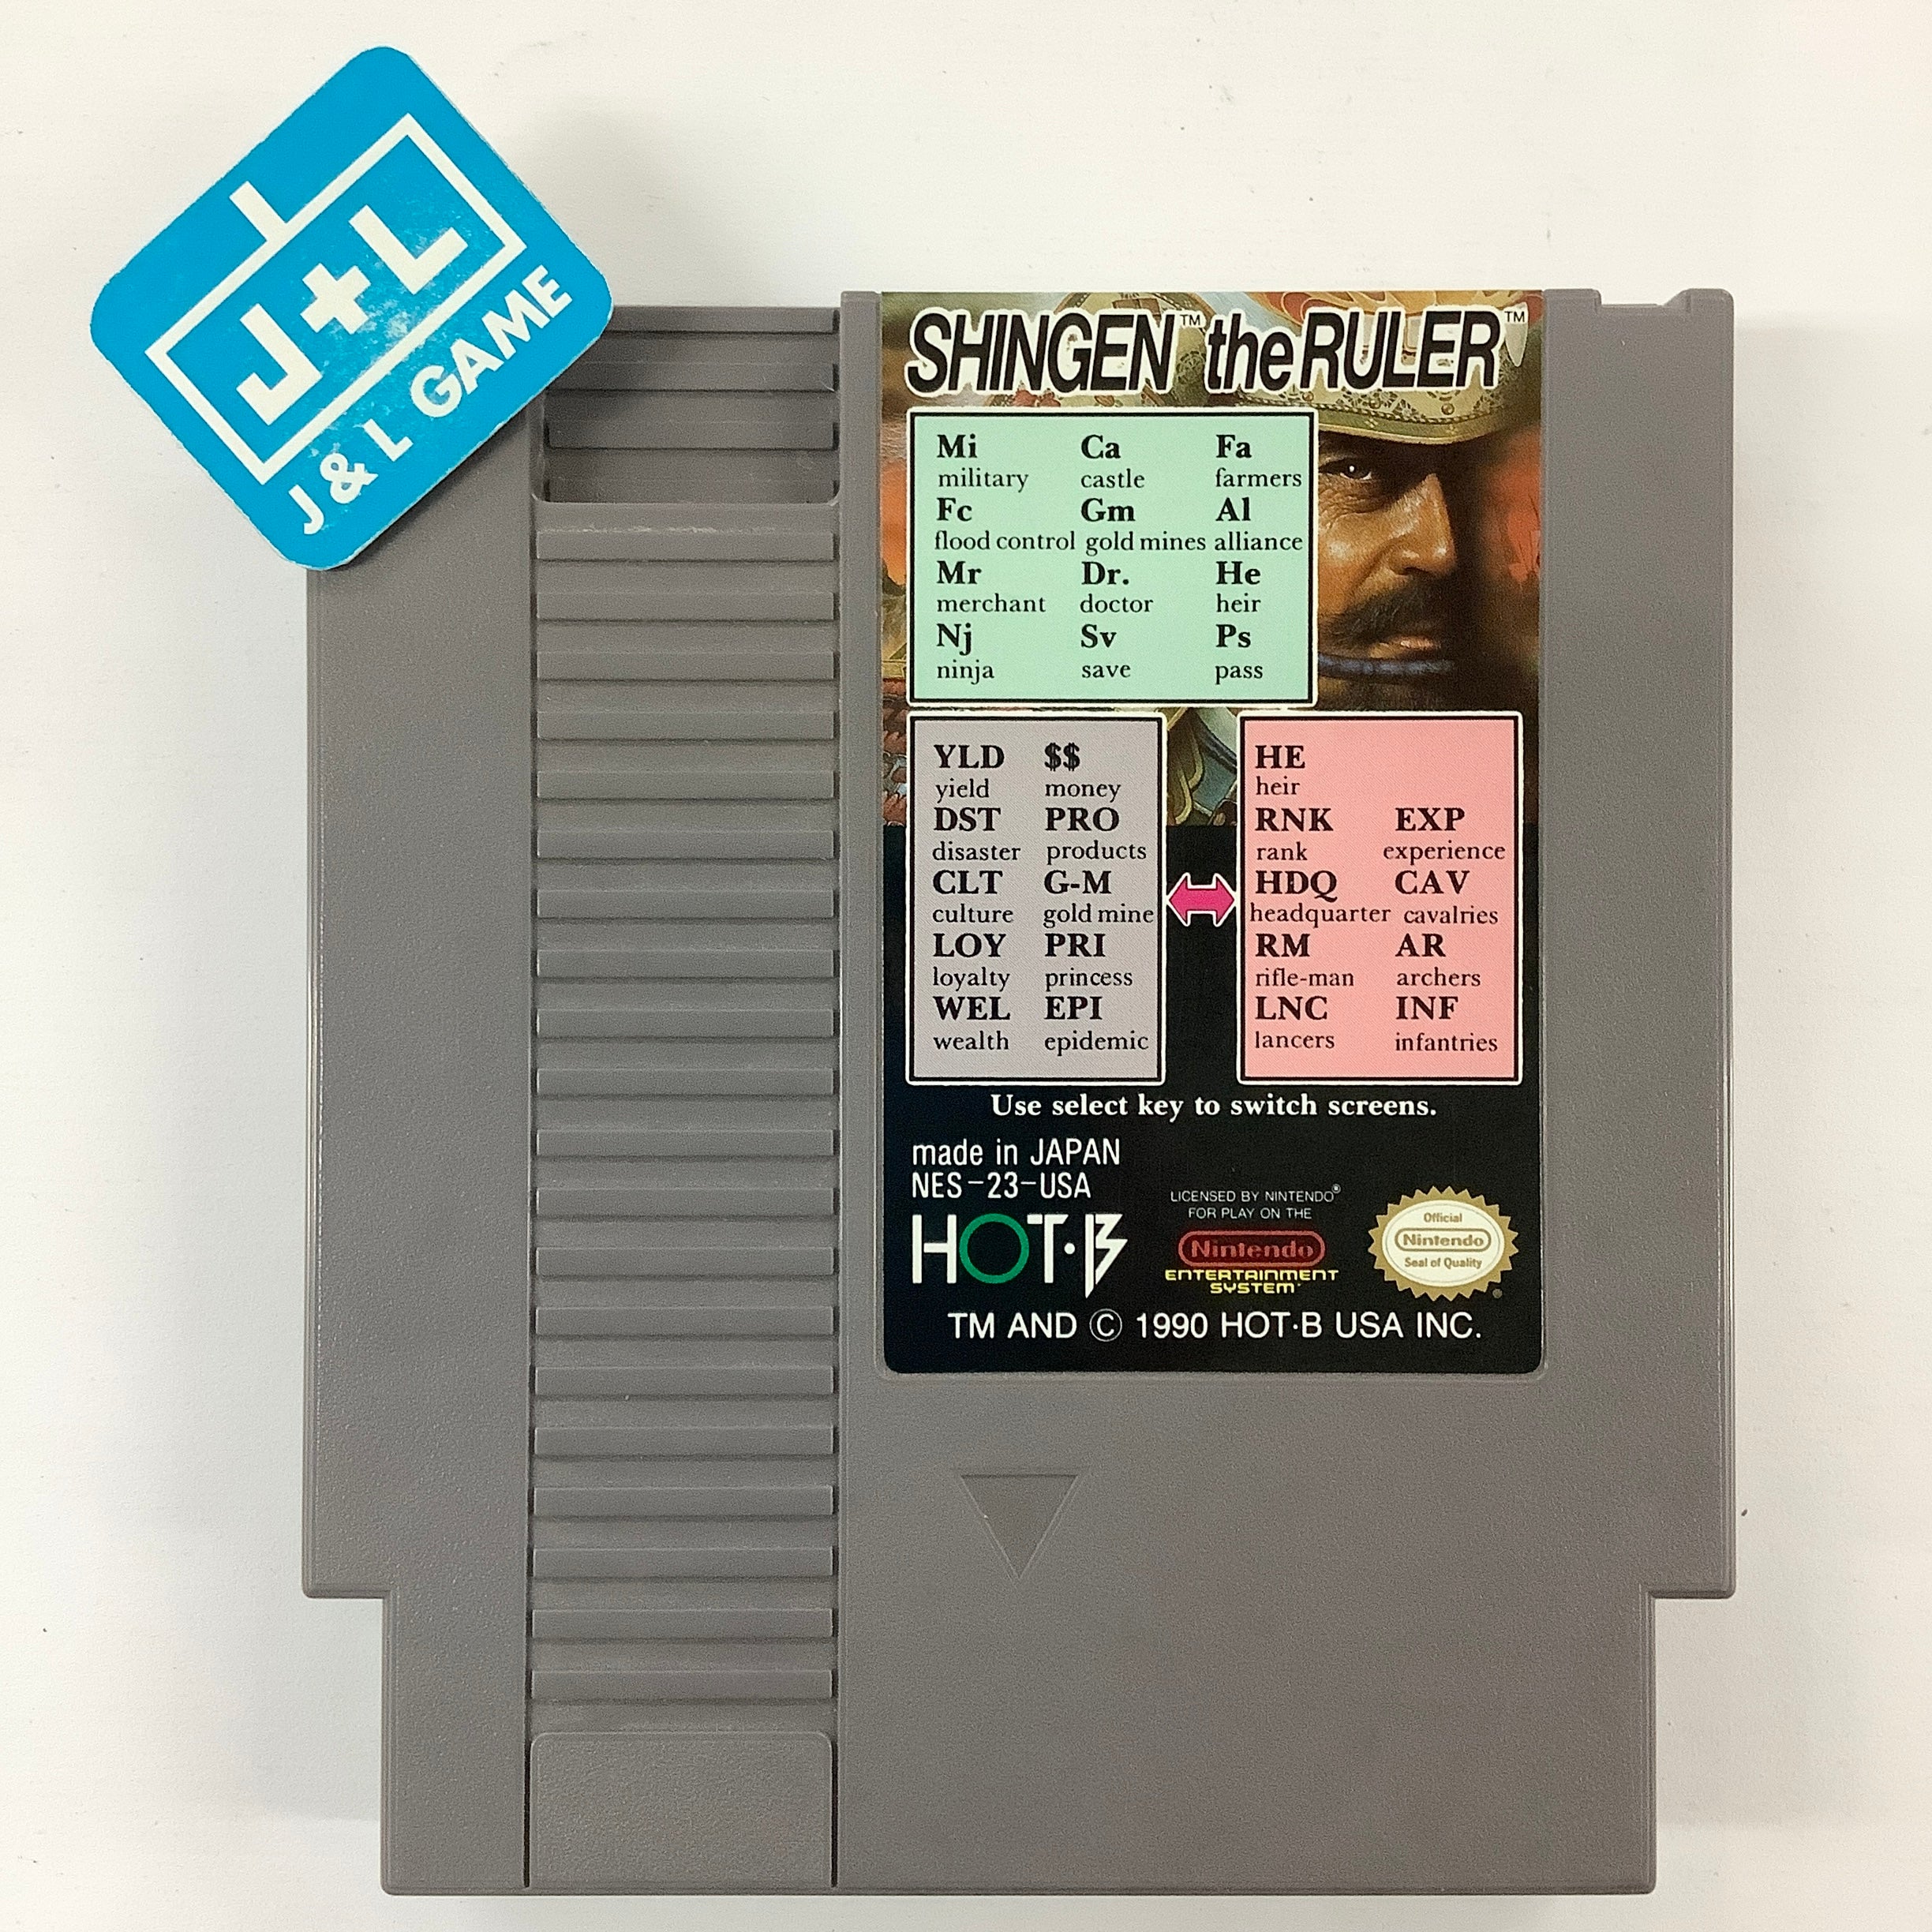 J+L
J & L GAME
SHINGEN™ the RULER™
Mi Ca Fa
military castle farmers
Fc Gm Al
flood control gold mines alliance
Mr Dr. He
merchant doctor heir
Nj Sv Ps
ninja save pass
YLD $$
yield money
DST PRO
disaster products
CLT G-M
culture gold mine
LOY PRI
loyalty princess
WEL EPI
wealth epidemic
HE
heir
RNK EXP
rank experience
HDQ CAV
headquarter cavalries
RM AR
rifle-man archers
LNC INF
lancers infantries
Use select key to switch screens.
made in JAPAN
NES-23-USA
HOT·B
LICENSED BY NINTENDO®
FOR PLAY ON THE
Nintendo
ENTERTAINMENT
SYSTEM
Official
Nintendo
Seal of Quality
TM AND © 1990 HOT·B USA INC.